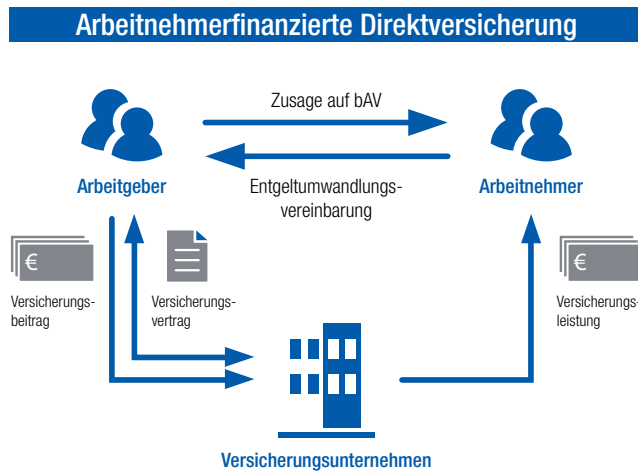 Arbeitnehmerfinanzierte Direktversicherung
Zusage auf bAV
Arbeitgeber
Entgeltumwandlungs-
vereinbarung
Arbeitnehmer
€
Versicherungs-
beitrag
Versicherungs-
vertrag
€
Versicherungs-
leistung
Versicherungsunternehmen